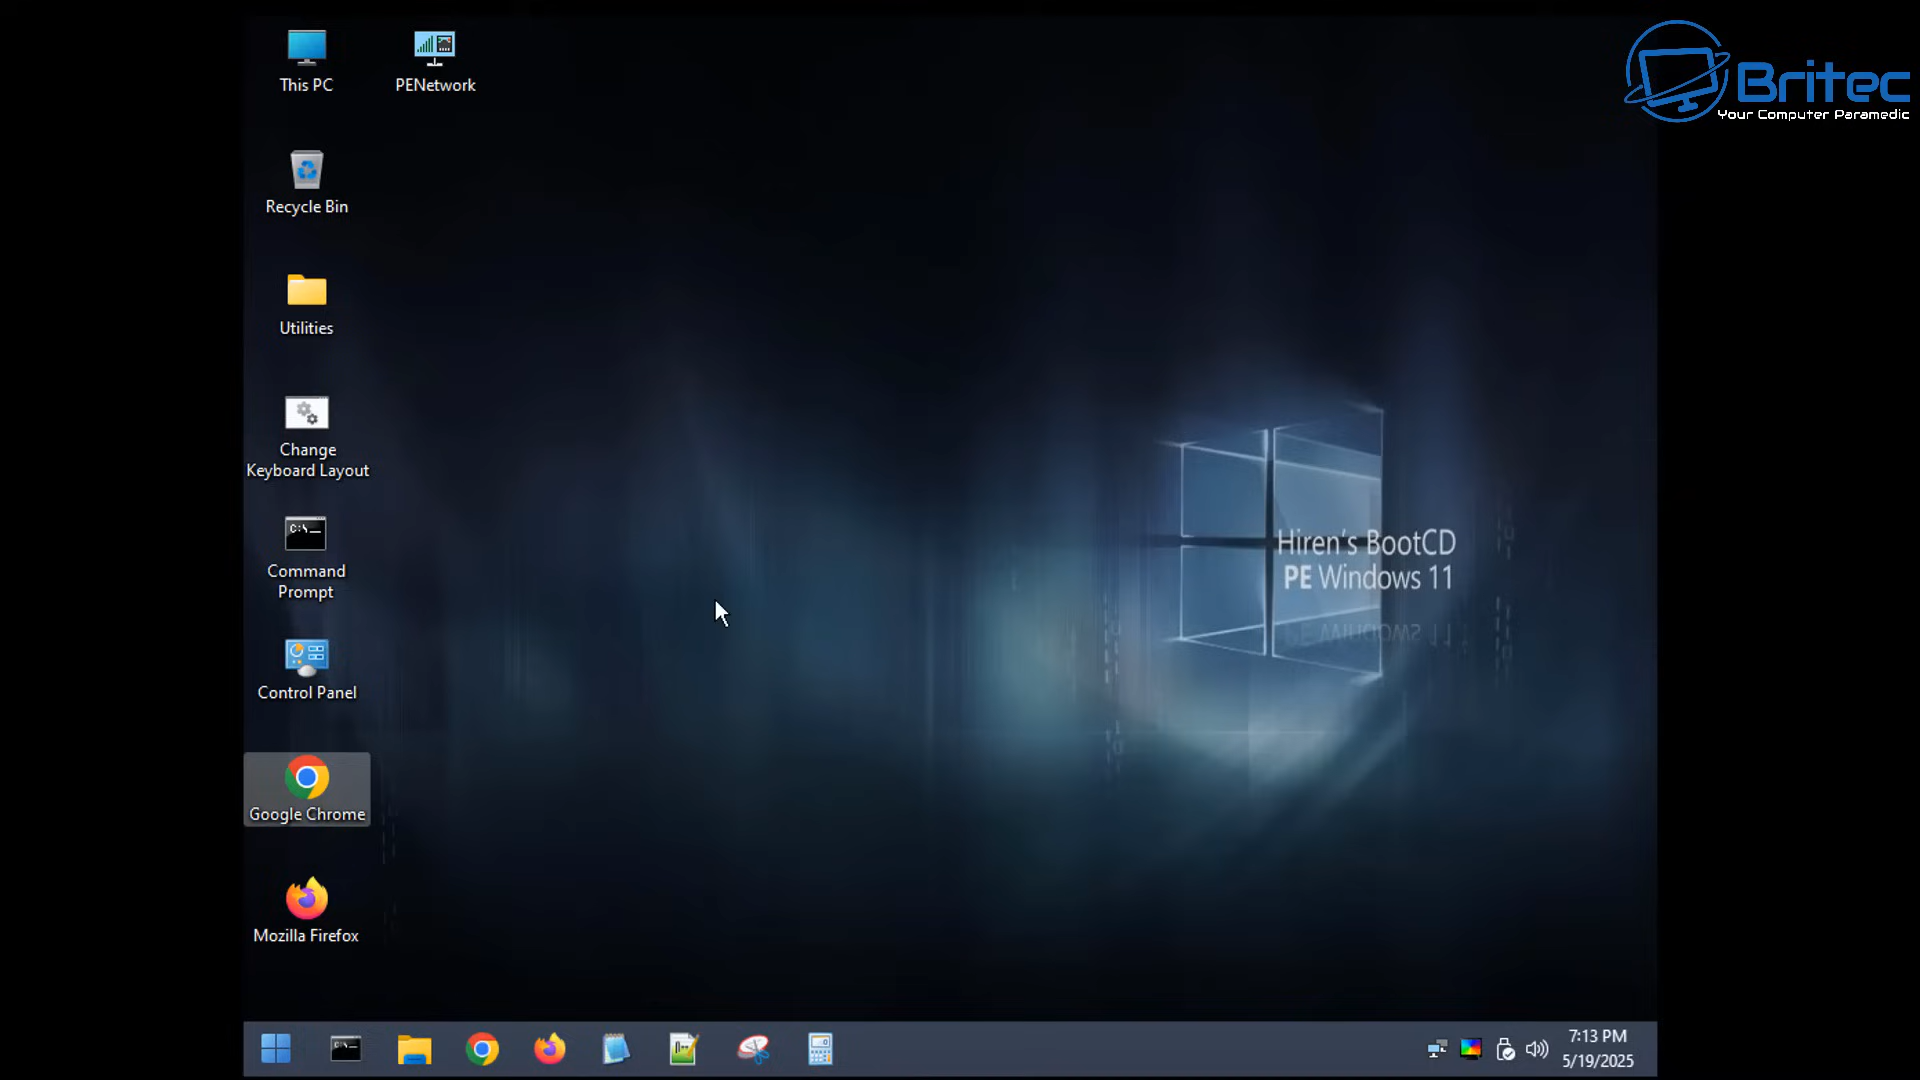 This PC
PENetwork
Britec
Your Computer Paramedic
Recycle Bin
Utilities
Change
Keyboard Layout
C:\_
Command
Prompt
Hiren's BootCD
PE Windows 11
Control Panel
Google Chrome
Mozilla Firefox
7:13 PM
5/19/2025